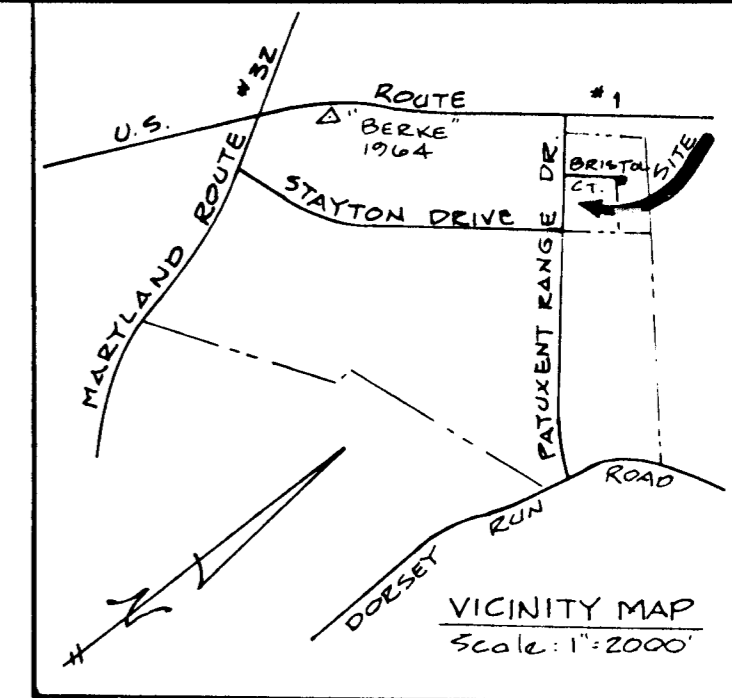 U.S. ROUTE #1
MARYLAND ROUTE #32
"BERKE"
1964
STAYTON DRIVE
PATUXENT RANGE DR.
BRISTOL
CT.
SITE
DORSEY RUN ROAD
N
VICINITY MAP
Scale: 1"=2000'